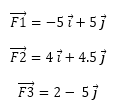 F1⃗ = −5 i⃗ + 5 j⃗
F2⃗ = 4 i⃗ + 4.5 j⃗
F3⃗ = 2 − 5 j⃗